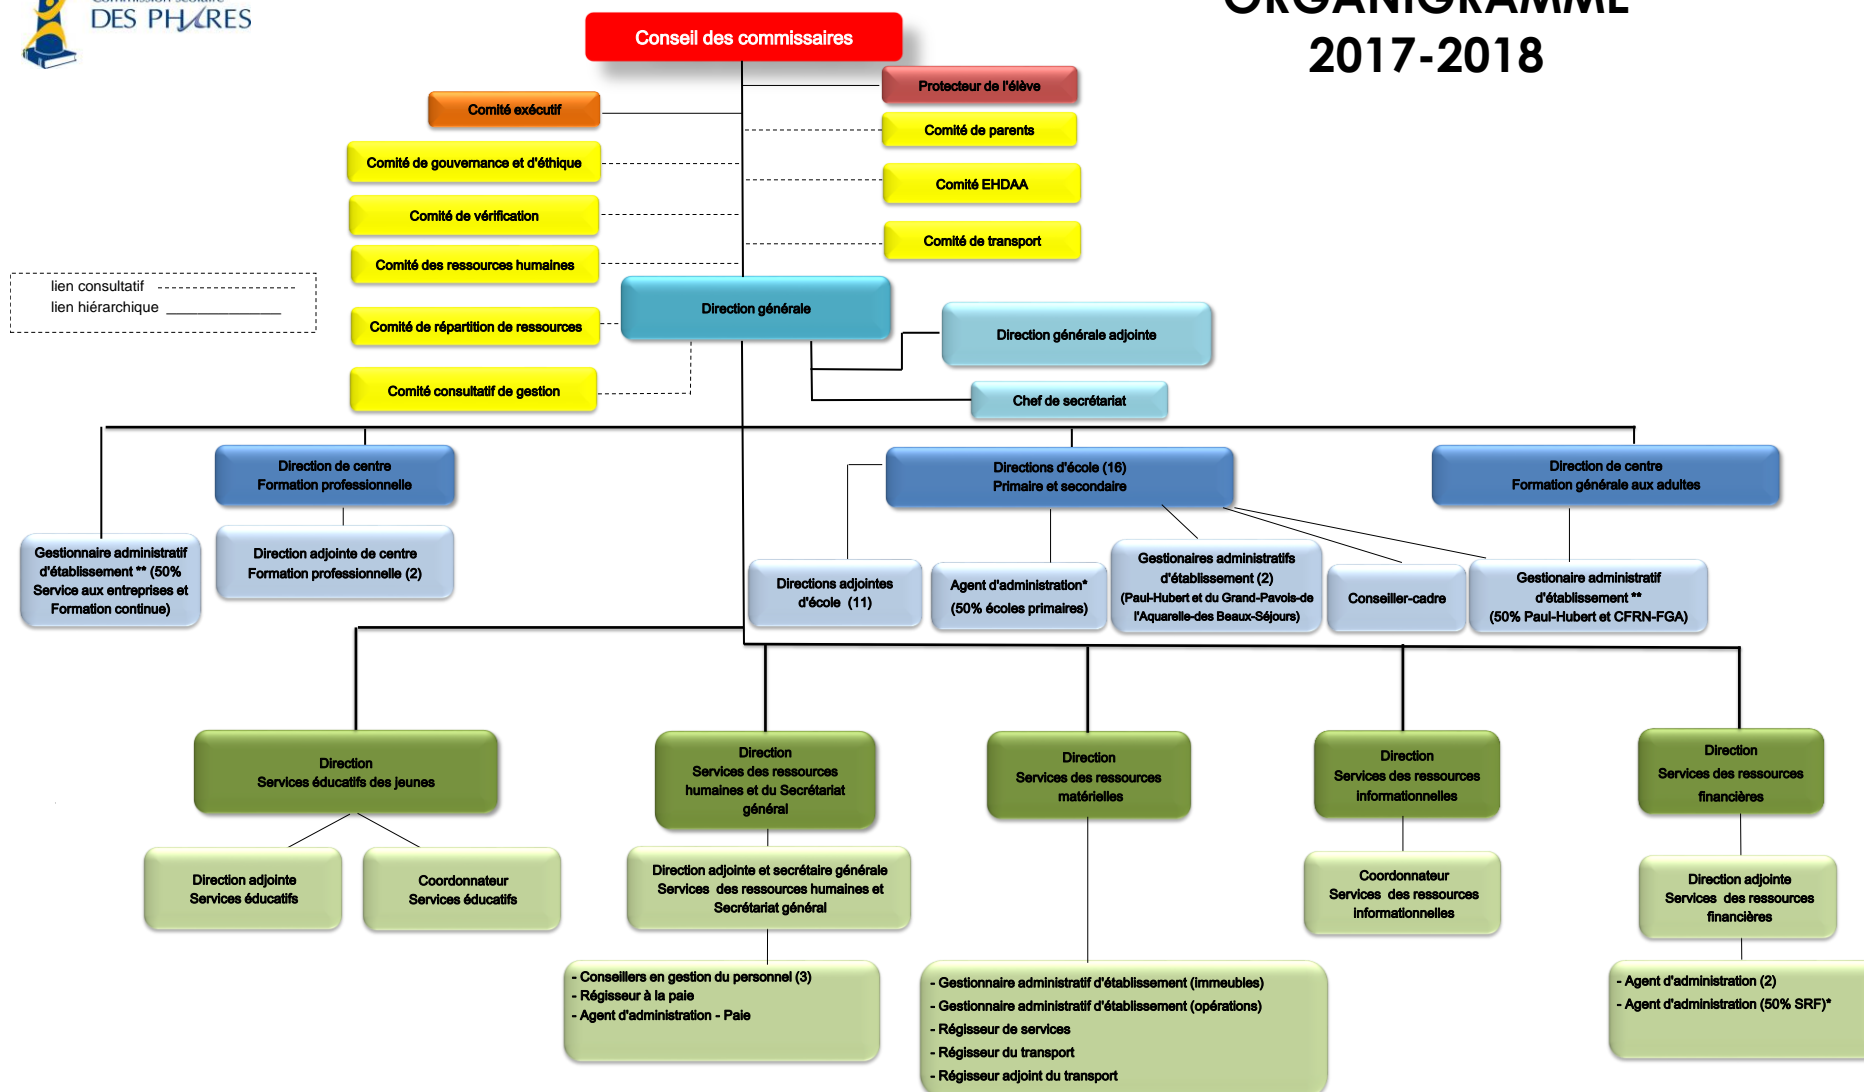 Commission scolaire
DES PHARES
ORGANIGRAMME
2017-2018
Conseil des commissaires
Protecteur de l'élève
Comité exécutif
Comité de parents
Comité de gouvernance et d'éthique
Comité EHDAA
Comité de vérification
Comité de transport
Comité des ressources humaines
lien consultatif
lien hiérarchique
Direction générale
Comité de répartition de ressources
Direction générale adjointe
Comité consultatif de gestion
Chef de secrétariat
Direction de centre
Formation professionnelle
Directions d'école (16)
Primaire et secondaire
Direction de centre
Formation générale aux adultes
Gestionnaire administratif
d'établissement ** (50%
Service aux entreprises et
Formation continue)
Direction adjointe de centre
Formation professionnelle (2)
Directions adjointes
d'école (11)
Agent d'administration*
(50% écoles primaires)
Gestionaires administratifs
d'établissement (2)
(Paul-Hubert et du Grand-Pavois-de
l'Aquarelle-des Beaux-Séjours)
Conseiller-cadre
Gestionaire administratif
d'établissement **
(50% Paul-Hubert et CFRN-FGA)
Direction
Services éducatifs des jeunes
Direction
Services des ressources
humaines et du Secrétariat
général
Direction
Services des ressources
matérielles
Direction
Services des ressources
informationnelles
Direction
Services des ressources
financières
Direction adjointe
Services éducatifs
Coordonnateur
Services éducatifs
Direction adjointe et secrétaire générale
Services des ressources humaines et
Secrétariat général
Coordonnateur
Services des ressources
informationnelles
Direction adjointe
Services des ressources
financières
- Conseillers en gestion du personnel (3)
- Régisseur à la paie
- Agent d'administration - Paie
- Gestionnaire administratif d'établissement (immeubles)
- Gestionnaire administratif d'établissement (opérations)
- Régisseur de services
- Régisseur du transport
- Régisseur adjoint du transport
- Agent d'administration (2)
- Agent d'administration (50% SRF)*